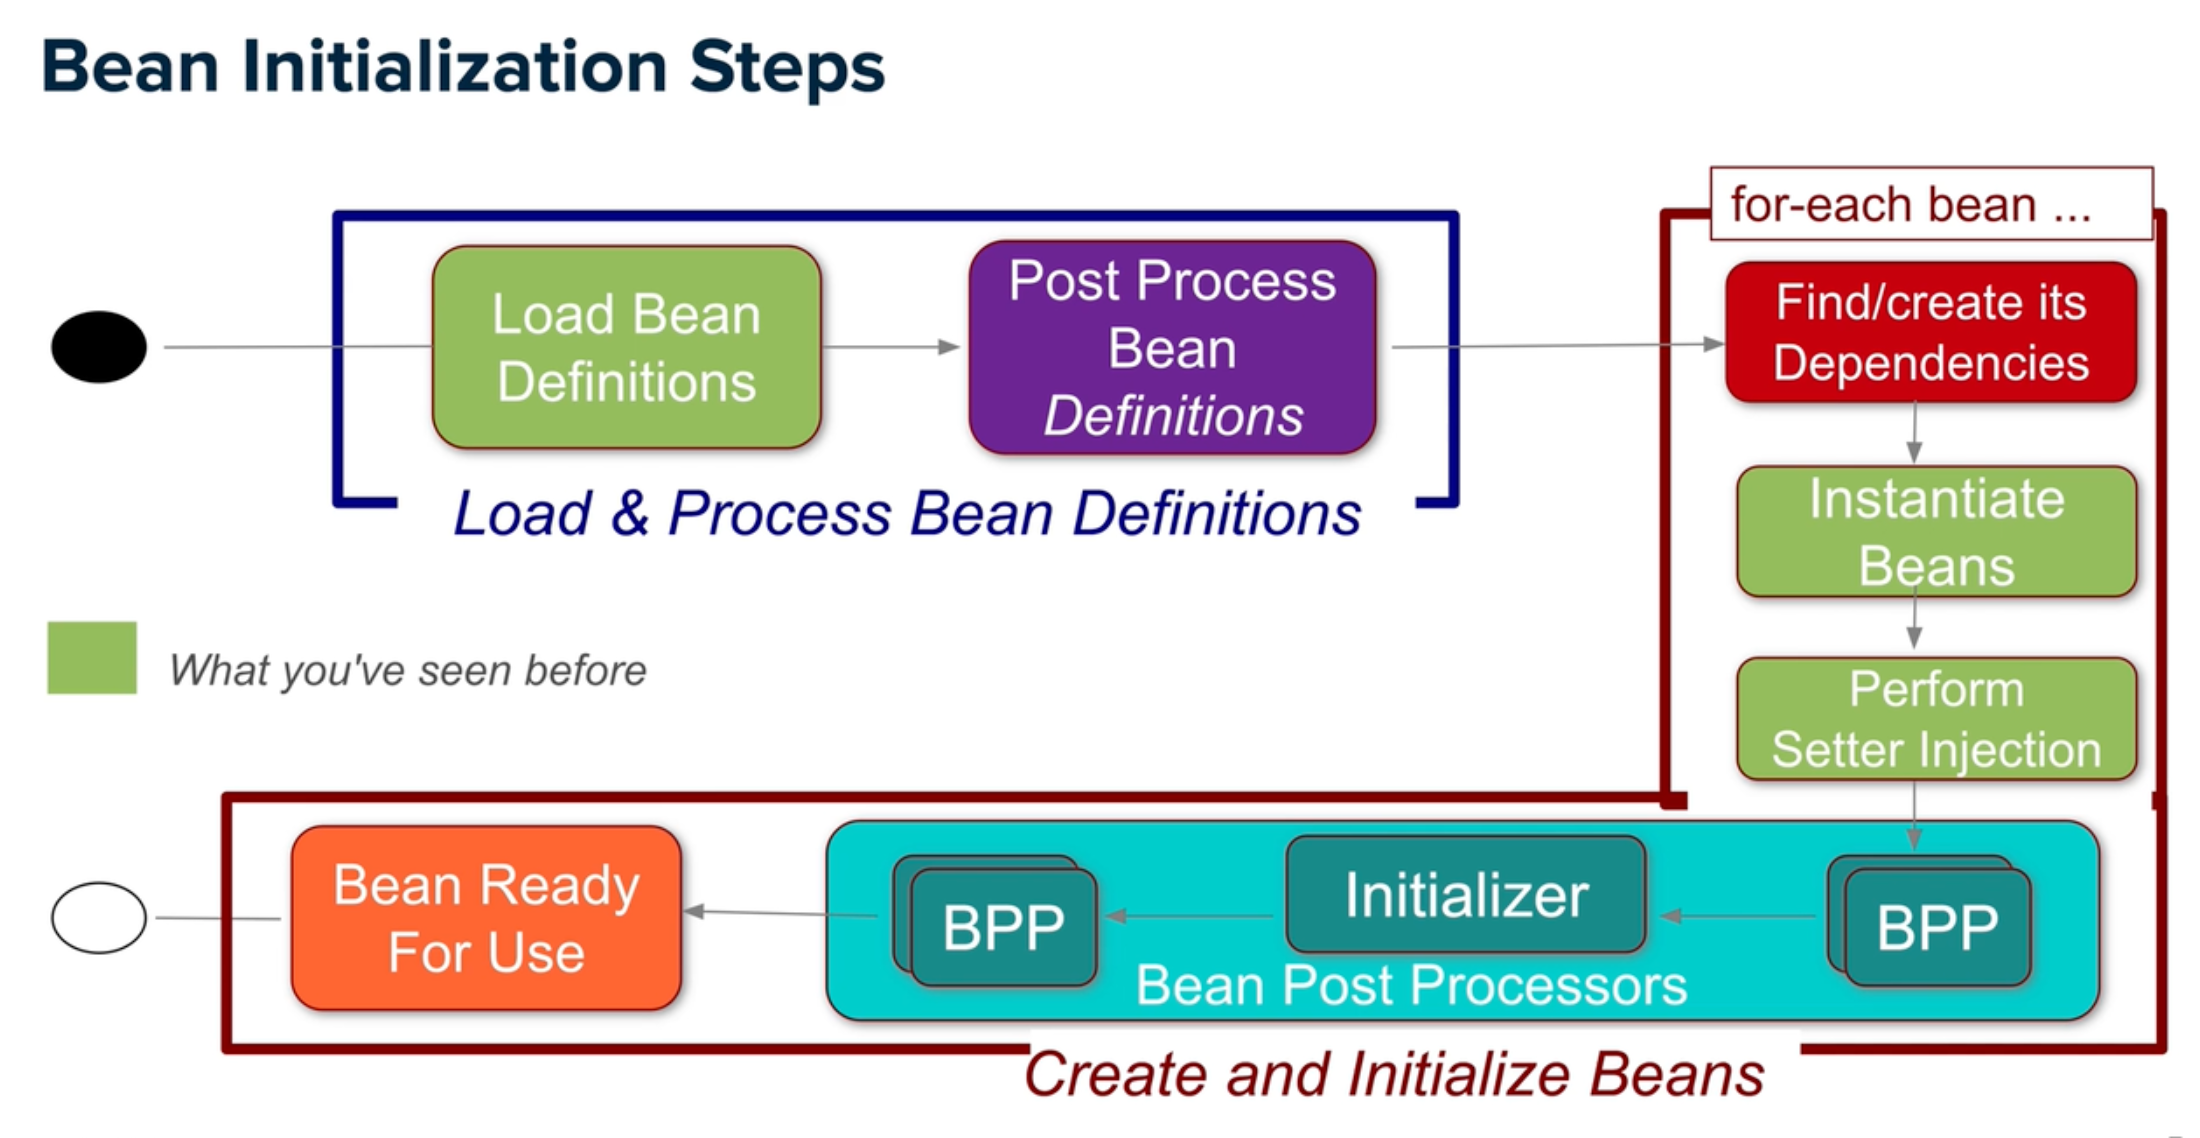 Bean Initialization Steps
for-each bean ...
Load Bean
Definitions
Post Process
Bean
Definitions
Load & Process Bean Definitions
Find/create its
Dependencies
Instantiate
Beans
Perform
Setter Injection
What you've seen before
BPP
Initializer
BPP
Bean Post Processors
Bean Ready
For Use
Create and Initialize Beans